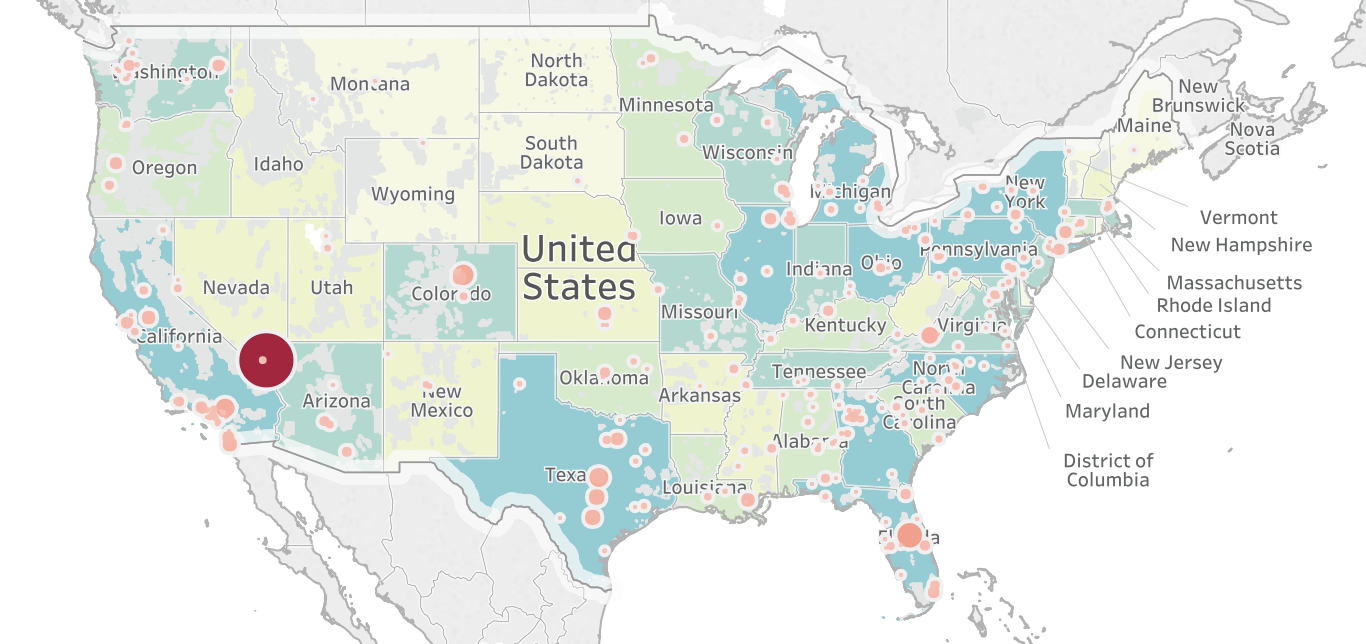 Washington
Montana
North
Dakota
Minnesota
New
Brunswick
Maine
Nova
Scotia
Oregon
Idaho
South
Dakota
Wisconsin
Michigan
Wyoming
New
York
Iowa
Vermont
New Hampshire
United
States
Pennsylvania
Nevada
Utah
Colorado
Indiana
Ohio
Massachusetts
Rhode Island
California
Missouri
Kentucky
Virginia
Connecticut
New Jersey
Delaware
Arizona
New
Mexico
Oklahoma
Arkansas
Tennessee
North
Carolina
South
Carolina
Maryland
Alabama
Texas
Louisiana
District of
Columbia
Florida